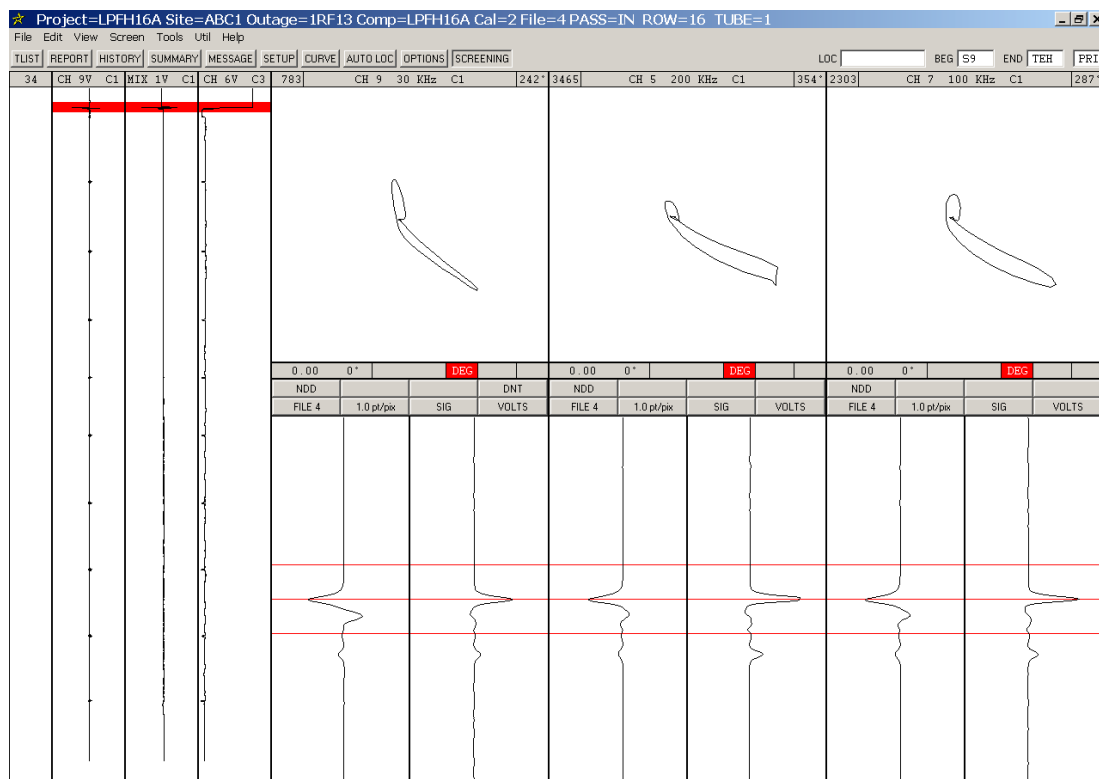 Project=LPFH16A Site=ABC1 Outage=1RF13 Comp=LPFH16A Cal=2 File=4 PASS=IN ROW=16 TUBE=1
File Edit View Screen Tools Util Help
TLIST REPORT HISTORY SUMMARY MESSAGE SETUP CURVE AUTO LOC OPTIONS SCREENING LOC BEG S9 END TEH PRI
34 CH 9V C1 MIX 1V C1 CH 6V C3 783 CH 9 30 KHz C1 242° 3465 CH 5 200 KHz C1 354° 2303 CH 7 100 KHz C1 287°
0.00 0° DEG 0.00 0° DEG 0.00 0° DEG
NDD DNT NDD NDD
FILE 4 1.0 pt/pix SIG VOLTS FILE 4 1.0 pt/pix SIG VOLTS FILE 4 1.0 pt/pix SIG VOLTS